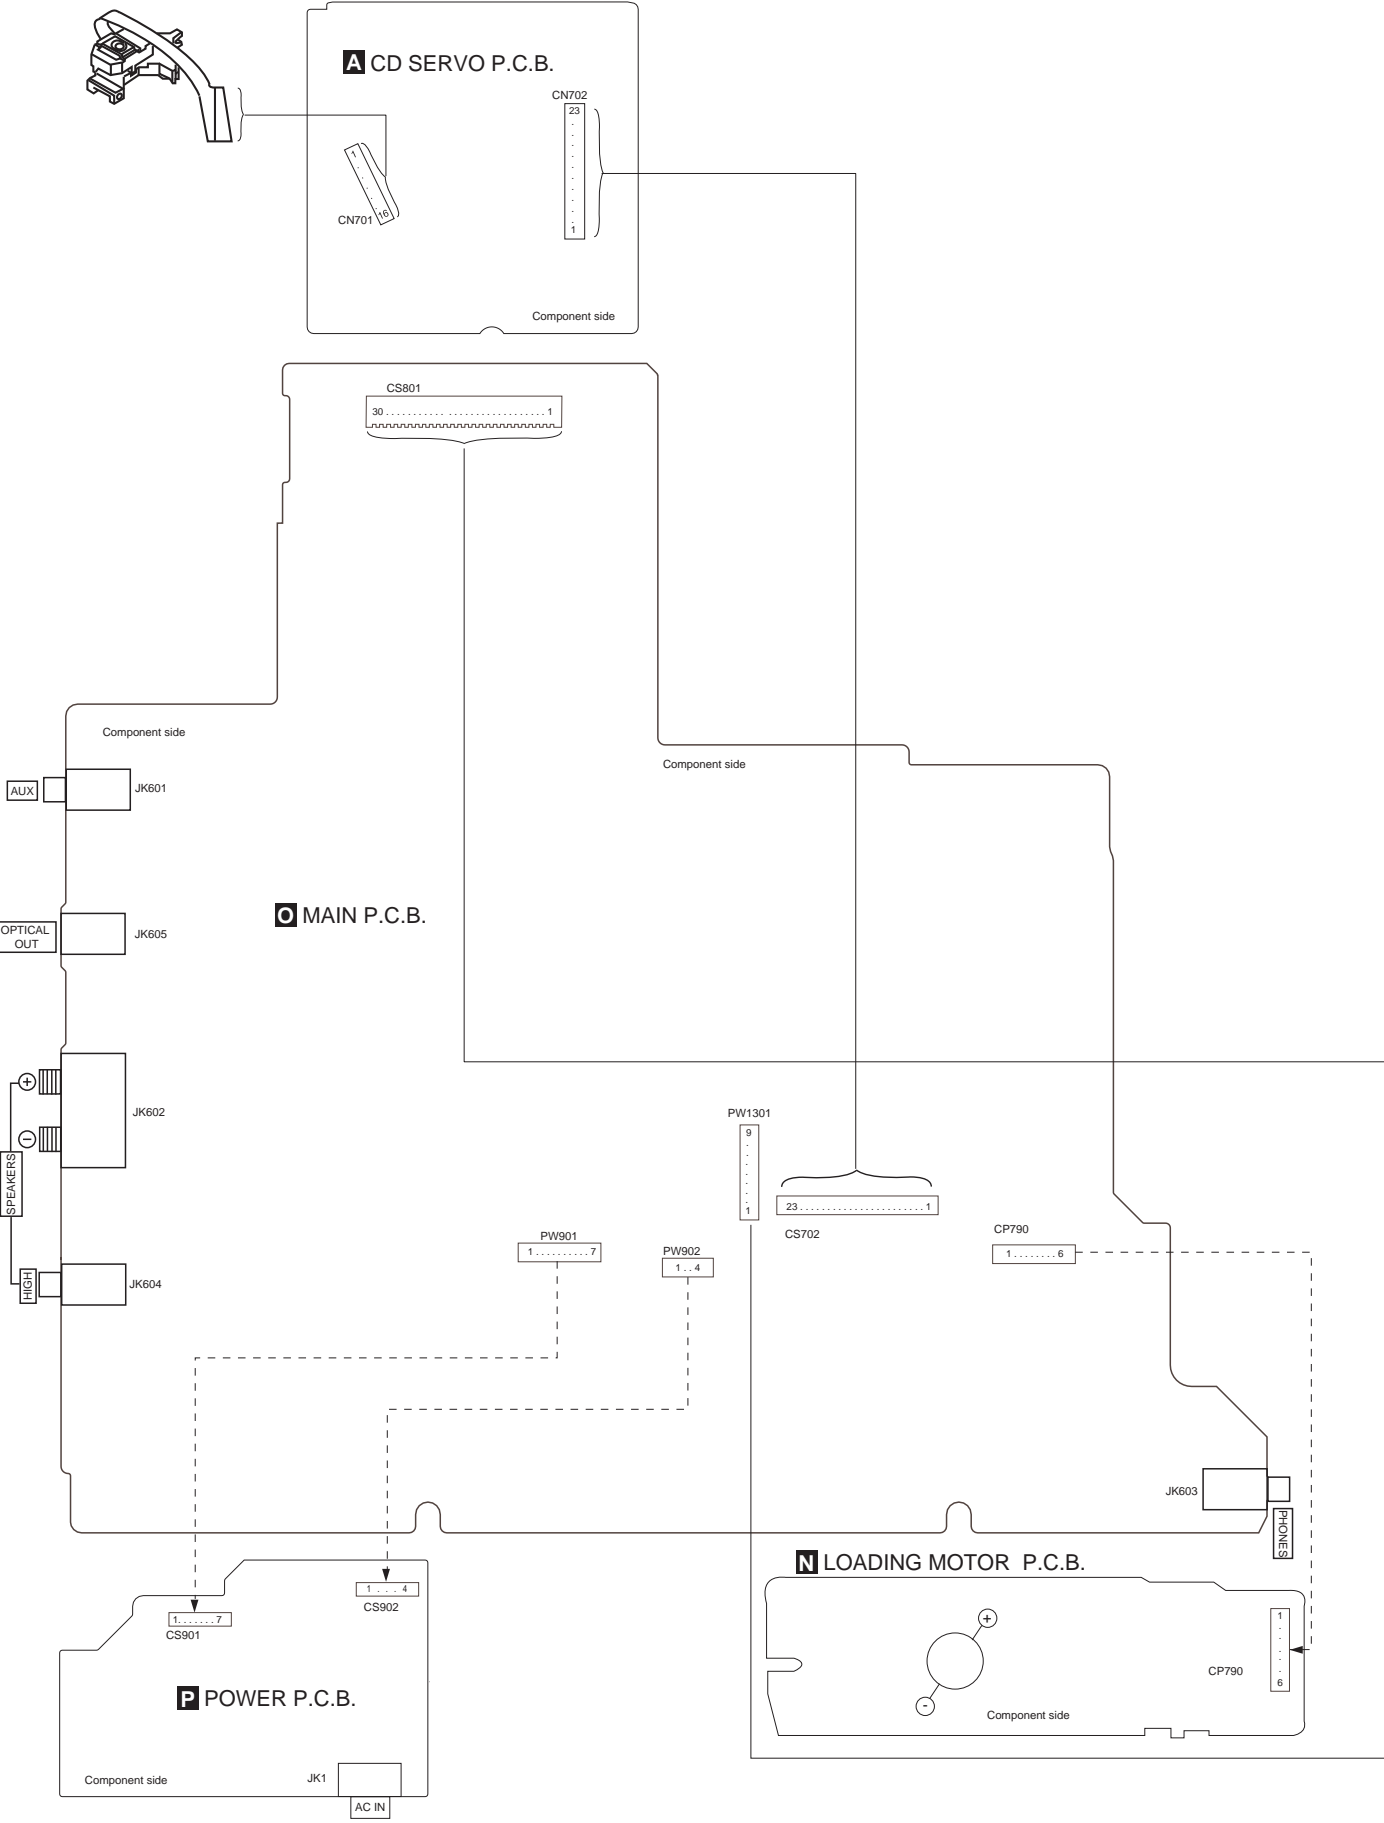 A CD SERVO P.C.B.
CN702
23
1
1
16
CN701
Component side
CS801
30 . . . . . . . . . . . . . . . . . . . . . . . . . . . . . 1
Component side
Component side
AUX
JK601
O MAIN P.C.B.
OPTICAL
OUT
JK605
+
JK602
−
SPEAKERS
PW1301
9
1
23 . . . . . . . . . . . . . . . . . . . . . . . 1
CS702
PW901
1 . . . . . . . . . . 7
PW902
1 . . 4
CP790
1 . . . . . . . . 6
HIGH
JK604
JK603
PHONES
N LOADING MOTOR P.C.B.
1 . . . 4
CS902
1. . . . . . . 7
CS901
+
1
6
CP790
-
Component side
P POWER P.C.B.
Component side
JK1
AC IN